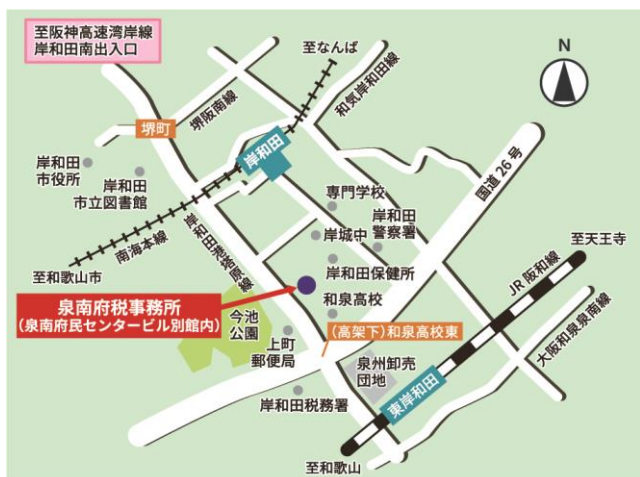 至阪神高速湾岸線
岸和田南出入口
至なんば
和気岸和田線
N
堺阪南線
堺町
岸和田
国道26号
岸和田
市役所
岸和田
市立図書館
専門学校
岸城中
岸和田
警察署
南海本線
岸和田港塔原線
至和歌山市
岸和田保健所
至天王寺
JR阪和線
泉南府税事務所
(泉南府民センタービル別館内)
和泉高校
今池
公園
(高架下)和泉高校東
大阪和泉泉南線
上町
郵便局
泉州卸売
団地
東岸和田
岸和田税務署
至和歌山